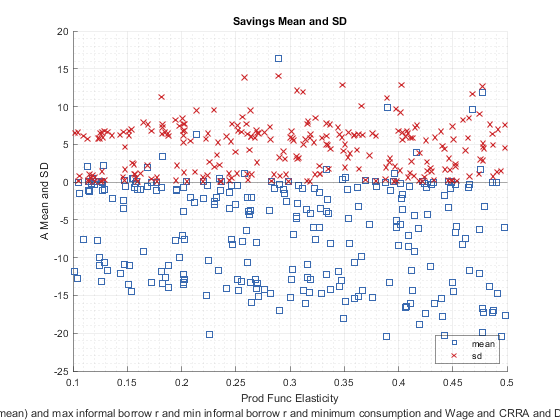 Savings Mean and SD
20
15
10
5
0
-5
-10
-15
-20
-25
A Mean and SD
mean
sd
0.1 0.15 0.2 0.25 0.3 0.35 0.4 0.45 0.5
Prod Func Elasticity
mean) and max informal borrow r and min informal borrow r and minimum consumption and Wage and CRRA and